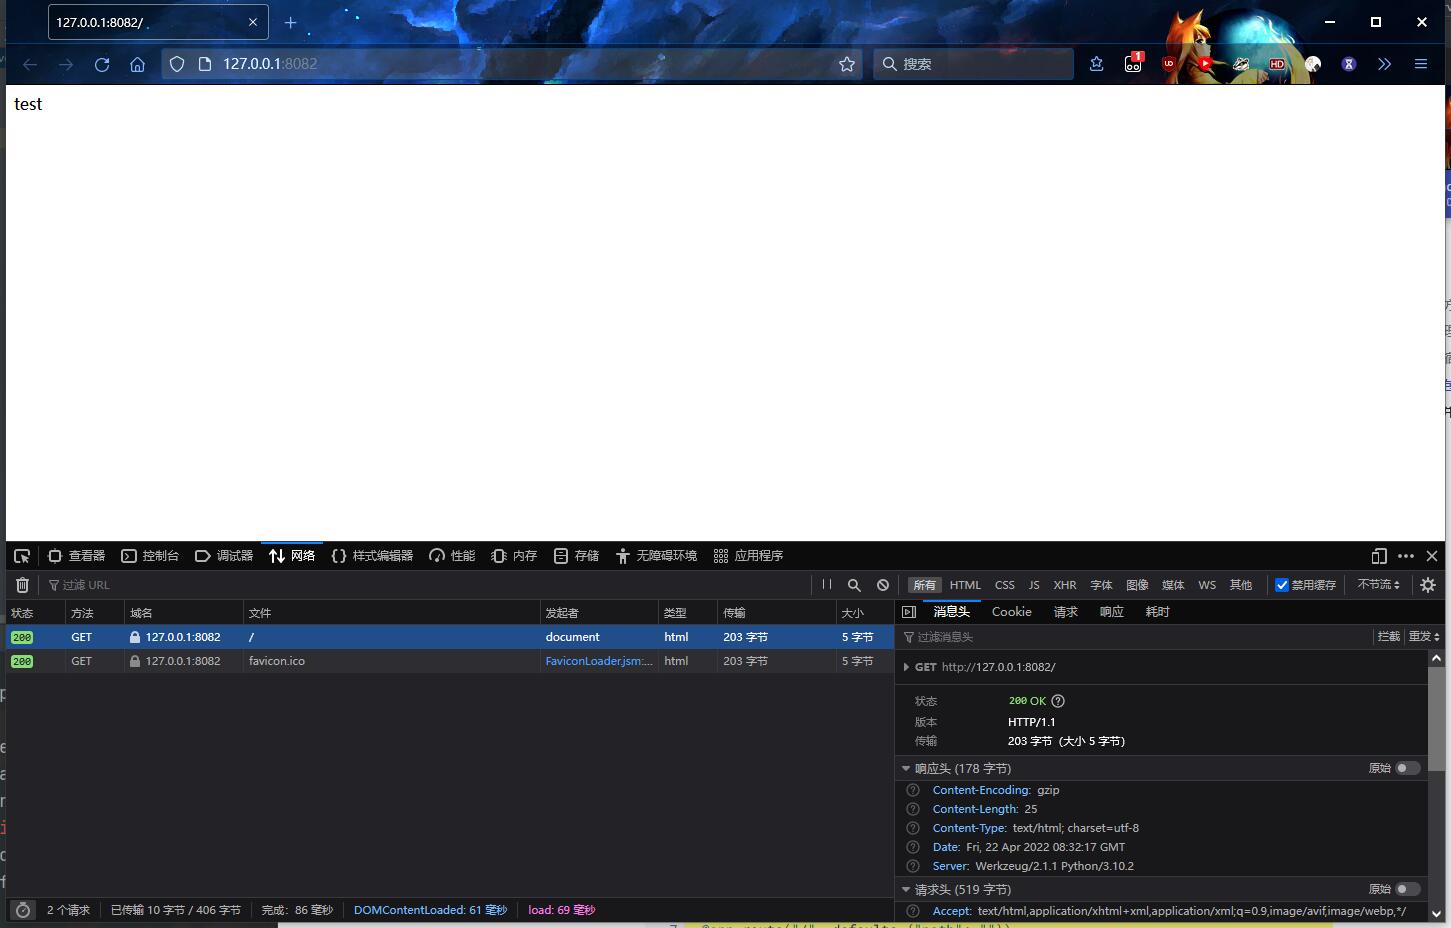 127.0.0.1:8082/
127.0.0.1:8082
搜索
1
UD
HD
test
查看器 控制台 调试器 网络 样式编辑器 性能 内存 存储 无障碍环境 应用程序
过滤 URL
所有 HTML CSS JS XHR 字体 图像 媒体 WS 其他 禁用缓存 不节流
状态 方法 域名 文件 发起者 类型 传输 大小
200 GET 127.0.0.1:8082 / document html 203 字节 5 字节
200 GET 127.0.0.1:8082 favicon.ico FaviconLoader.jsm:... html 203 字节 5 字节
消息头 Cookie 请求 响应 耗时
过滤消息头 拦截 重发
GET http://127.0.0.1:8082/
状态 200 OK
版本 HTTP/1.1
传输 203 字节 (大小 5 字节)
响应头 (178 字节) 原始
Content-Encoding: gzip
Content-Length: 25
Content-Type: text/html; charset=utf-8
Date: Fri, 22 Apr 2022 08:32:17 GMT
Server: Werkzeug/2.1.1 Python/3.10.2
请求头 (519 字节) 原始
Accept: text/html,application/xhtml+xml,application/xml;q=0.9,image/avif,image/webp,*/
2 个请求 已传输 10 字节 / 406 字节 完成: 86 毫秒 DOMContentLoaded: 61 毫秒 load: 69 毫秒